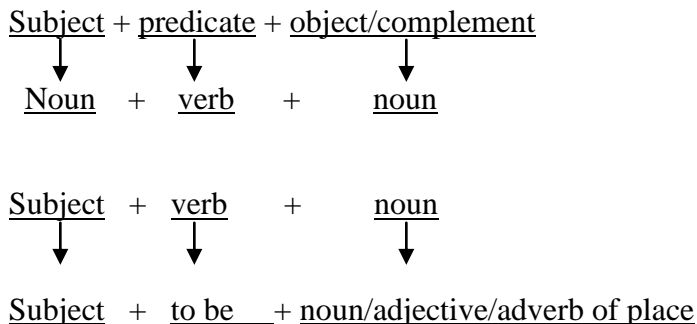 Subject + predicate + object/complement
Noun + verb + noun
Subject + verb + noun
Subject + to be + noun/adjective/adverb of place